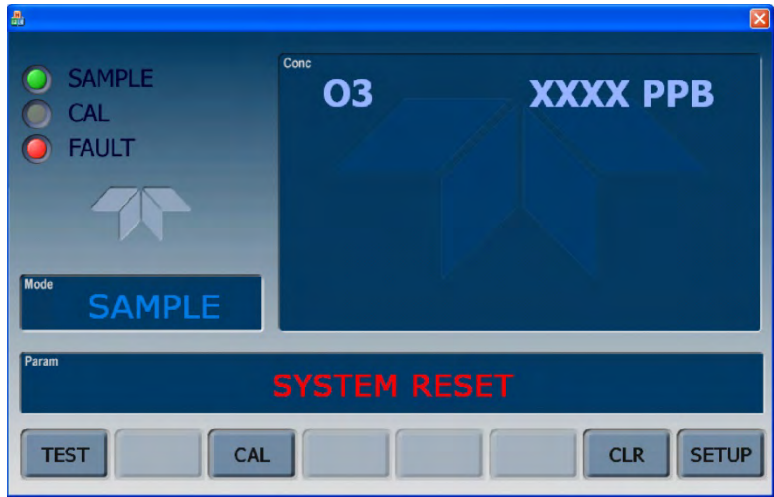 SAMPLE
CAL
FAULT
Conc
O3 XXXX PPB
Mode
SAMPLE
Param
SYSTEM RESET
TEST CAL CLR SETUP